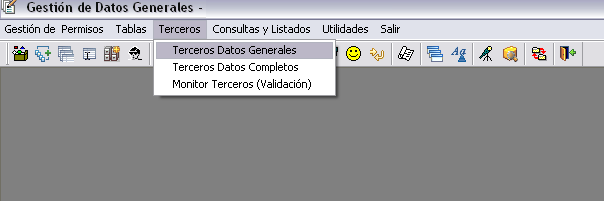 Gestión de Datos Generales -
Gestión de Permisos Tablas Terceros Consultas y Listados Utilidades Salir
Terceros Datos Generales
Terceros Datos Completos
Monitor Terceros (Validación)